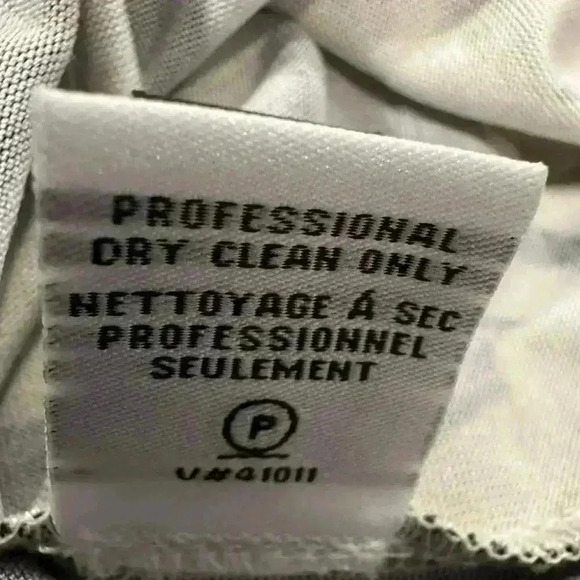 PROFESSIONAL
DRY CLEAN ONLY
NETTOYAGE Á SEC
PROFESSIONNEL
SEULEMENT
P
V#41011